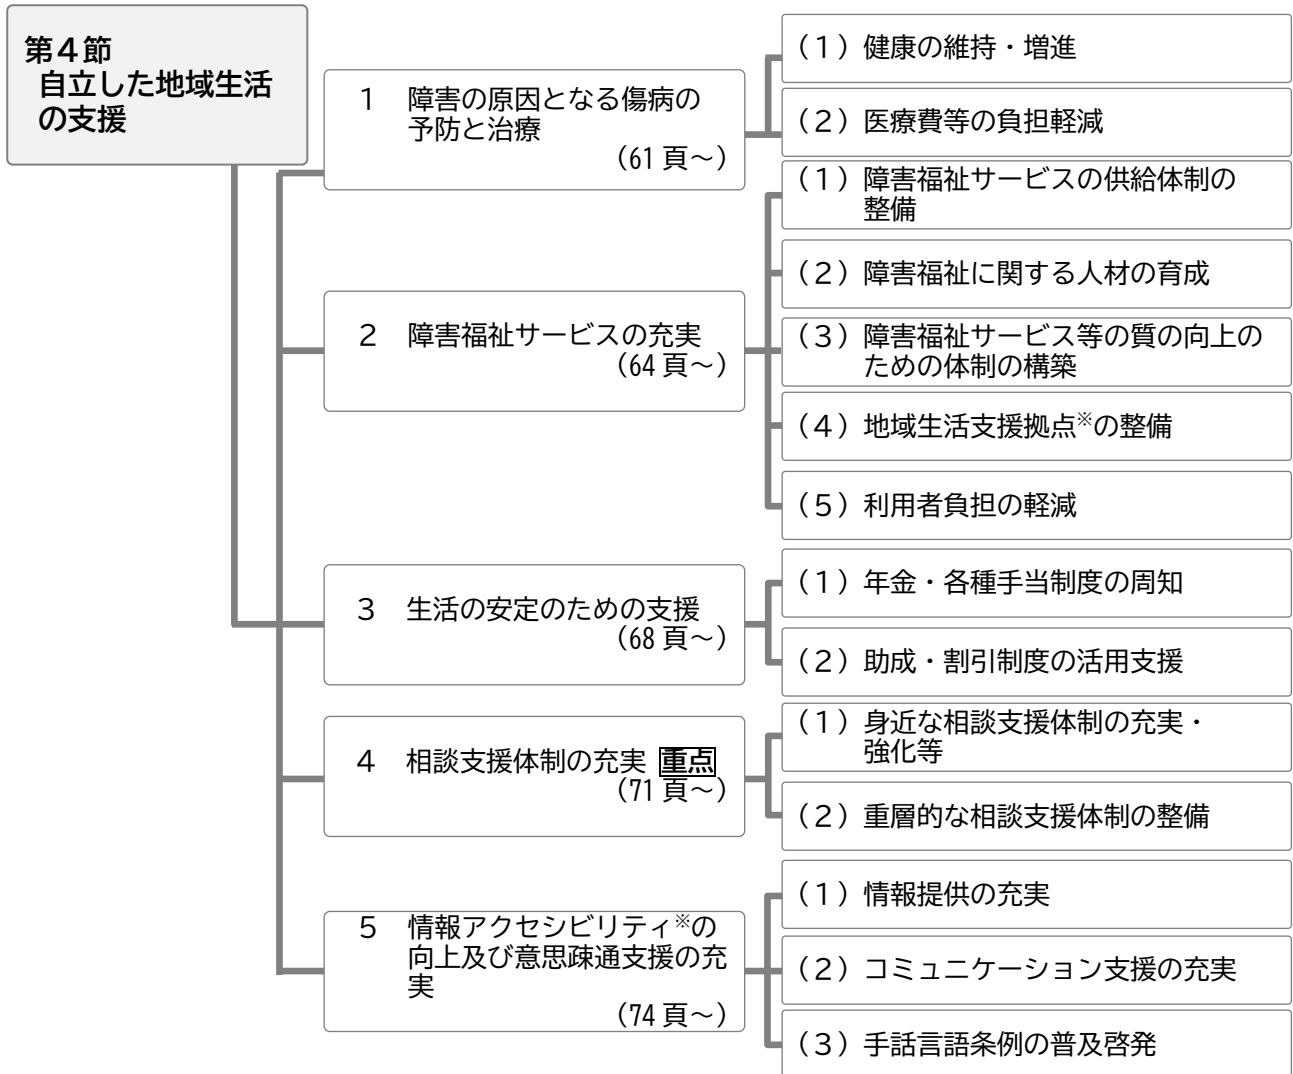 第４節
自立した地域生活
の支援
１　障害の原因となる傷病の
予防と治療
（61 頁～）
（１）健康の維持・増進
（２）医療費等の負担軽減
２　障害福祉サービスの充実
（64 頁～）
（１）障害福祉サービスの供給体制の
整備
（２）障害福祉に関する人材の育成
（３）障害福祉サービス等の質の向上の
ための体制の構築
（４）地域生活支援拠点※の整備
（５）利用者負担の軽減
３　生活の安定のための支援
（68 頁～）
（１）年金・各種手当制度の周知
（２）助成・割引制度の活用支援
４　相談支援体制の充実 重点
（71 頁～）
（１）身近な相談支援体制の充実・
強化等
（２）重層的な相談支援体制の整備
５　情報アクセシビリティ※の
向上及び意思疎通支援の充
実
（74 頁～）
（１）情報提供の充実
（２）コミュニケーション支援の充実
（３）手話言語条例の普及啓発